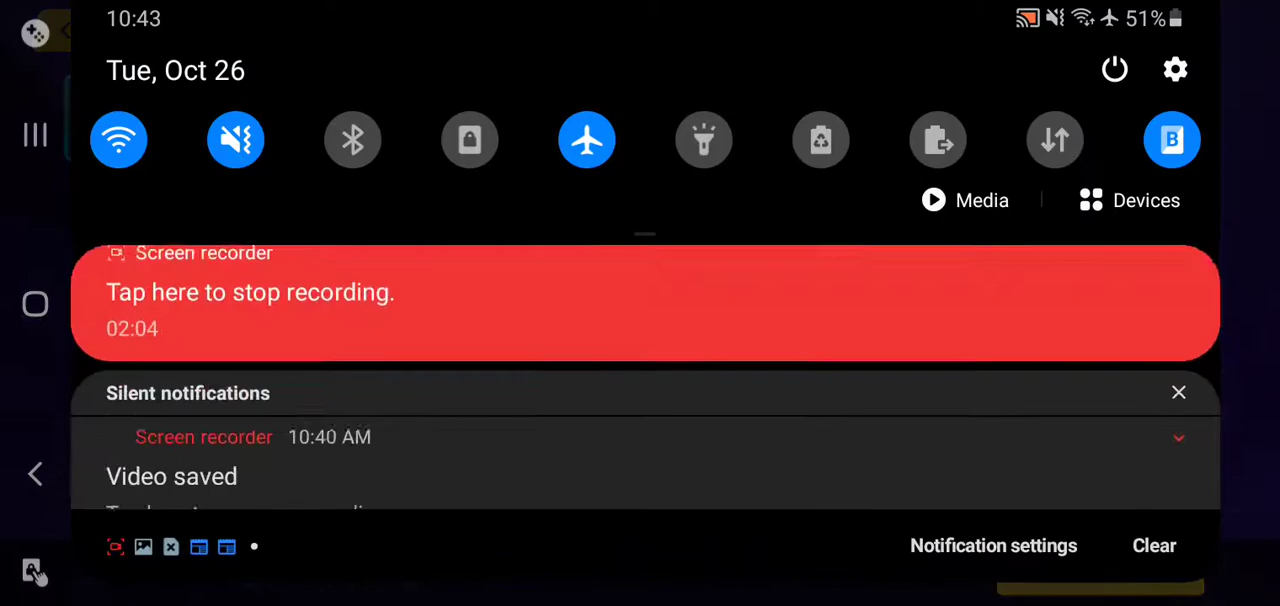 10:43
51%
Tue, Oct 26
B
Media
Devices
Screen recorder
Tap here to stop recording.
02:04
Silent notifications
Screen recorder 10:40 AM
Video saved
Notification settings
Clear